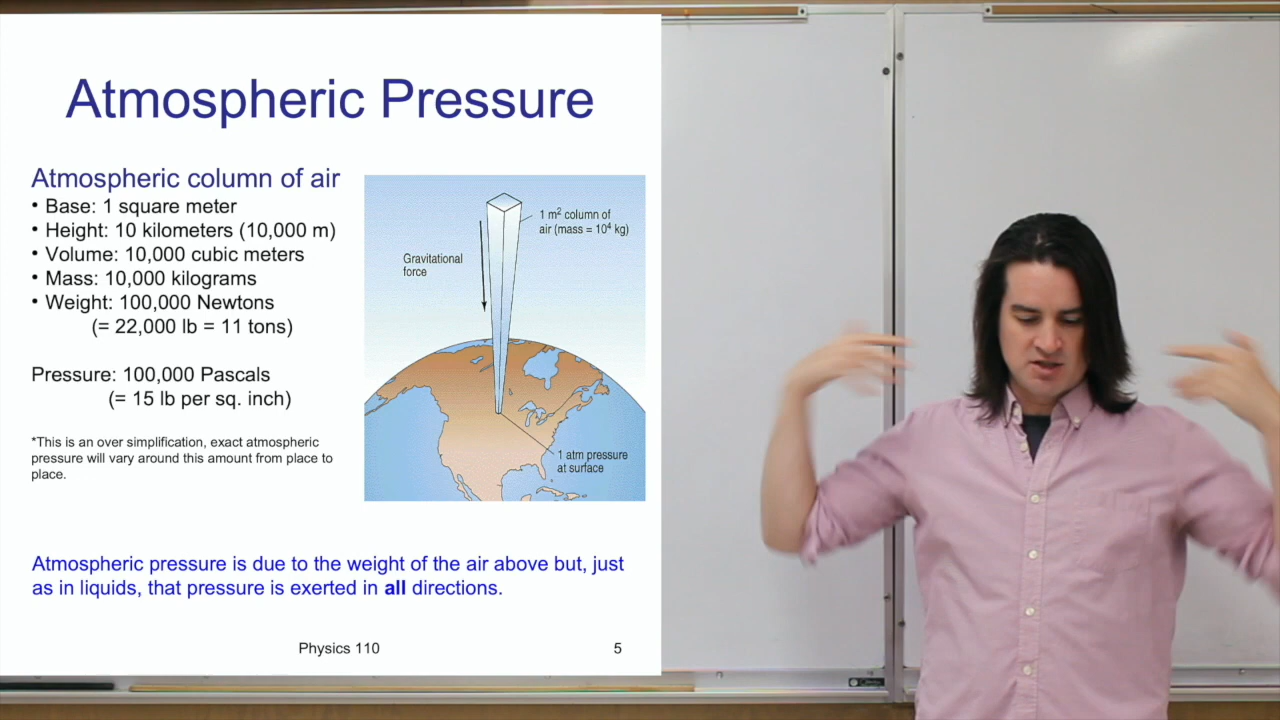 Atmospheric Pressure
Atmospheric column of air
• Base: 1 square meter
• Height: 10 kilometers (10,000 m)
• Volume: 10,000 cubic meters
• Mass: 10,000 kilograms
• Weight: 100,000 Newtons
(= 22,000 lb = 11 tons)
Pressure: 100,000 Pascals
(= 15 lb per sq. inch)
*This is an over simplification, exact atmospheric
pressure will vary around this amount from place to
place.
1 m² column of
air (mass = 10⁴ kg)
Gravitational
force
1 atm pressure
at surface
Atmospheric pressure is due to the weight of the air above but, just
as in liquids, that pressure is exerted in all directions.
Physics 110
5